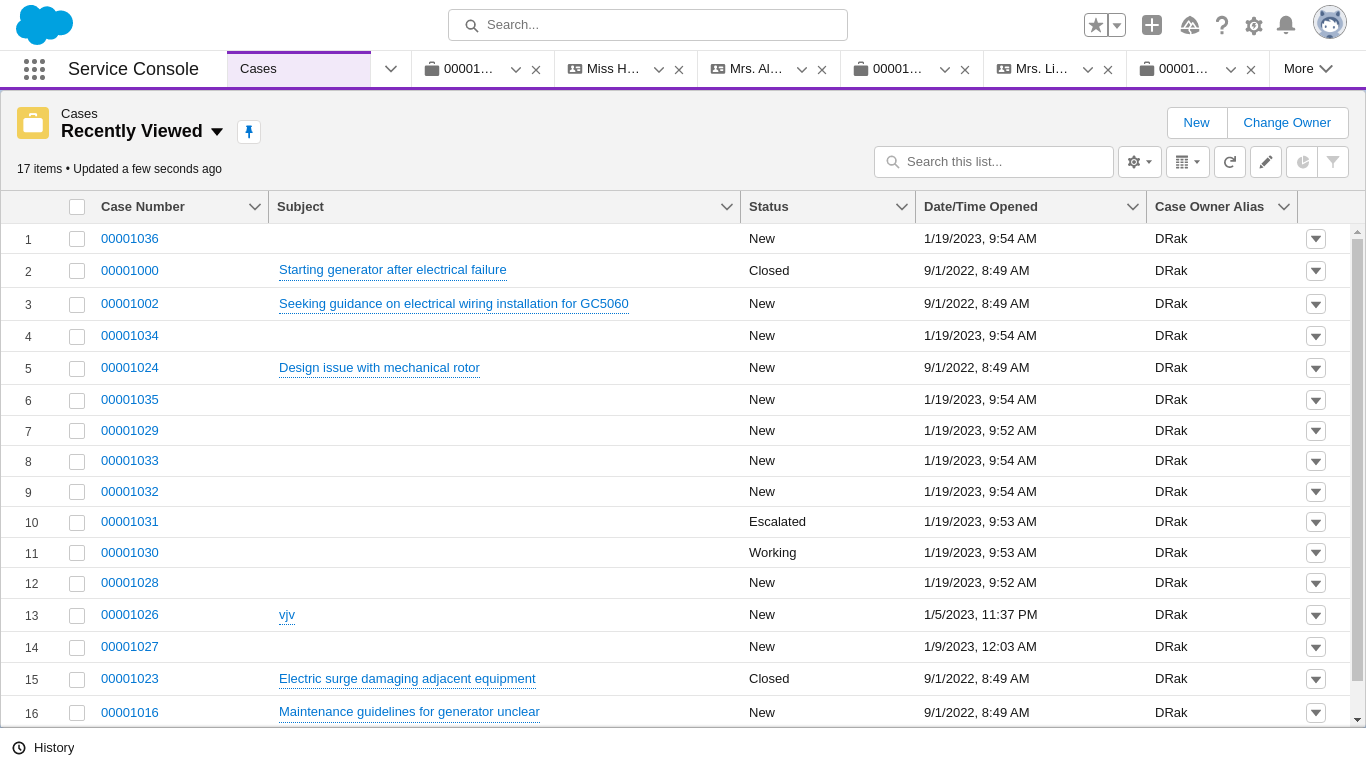 Search...
Service Console
Cases
00001…
Miss H…
Mrs. Al…
00001…
Mrs. Li…
00001…
More
Cases
Recently Viewed
New
Change Owner
17 items • Updated a few seconds ago
Search this list...
Case Number Subject Status Date/Time Opened Case Owner Alias
1 00001036 New 1/19/2023, 9:54 AM DRak
2 00001000 Starting generator after electrical failure Closed 9/1/2022, 8:49 AM DRak
3 00001002 Seeking guidance on electrical wiring installation for GC5060 New 9/1/2022, 8:49 AM DRak
4 00001034 New 1/19/2023, 9:54 AM DRak
5 00001024 Design issue with mechanical rotor New 9/1/2022, 8:49 AM DRak
6 00001035 New 1/19/2023, 9:54 AM DRak
7 00001029 New 1/19/2023, 9:52 AM DRak
8 00001033 New 1/19/2023, 9:54 AM DRak
9 00001032 New 1/19/2023, 9:54 AM DRak
10 00001031 Escalated 1/19/2023, 9:53 AM DRak
11 00001030 Working 1/19/2023, 9:53 AM DRak
12 00001028 New 1/19/2023, 9:52 AM DRak
13 00001026 vjv New 1/5/2023, 11:37 PM DRak
14 00001027 New 1/9/2023, 12:03 AM DRak
15 00001023 Electric surge damaging adjacent equipment Closed 9/1/2022, 8:49 AM DRak
16 00001016 Maintenance guidelines for generator unclear New 9/1/2022, 8:49 AM DRak
History